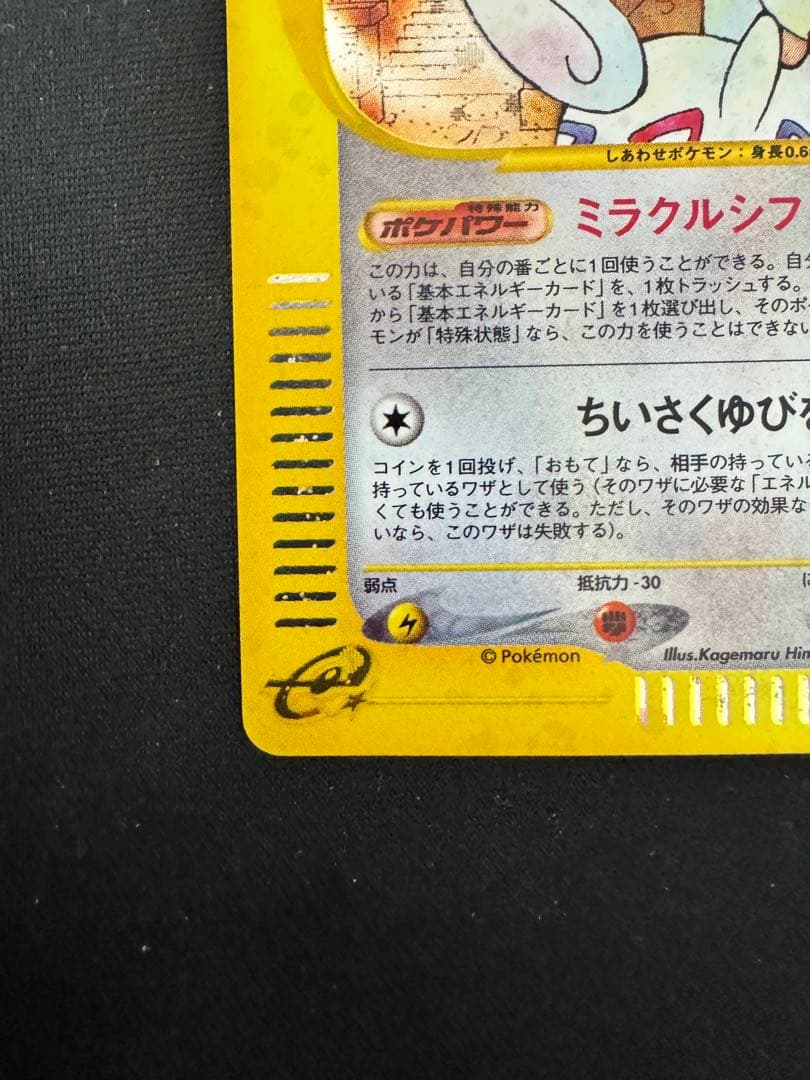 しあわせポケモン：身長0.6
特殊能力
ポケパワー
ミラクルシフ
この力は、自分の番ごとに1回使うことができる。自分
いる「基本エネルギーカード」を、1枚トラッシュする。
から「基本エネルギーカード」を1枚選び出し、そのポケ
モンが「特殊状態」なら、この力を使うことはできない
ちいさくゆびを
コインを1回投げ、「おもて」なら、相手の持っている
持っているワザとして使う（そのワザに必要な「エネル
くても使うことができる。ただし、そのワザの効果な
いなら、このワザは失敗する）。
弱点
抵抗力 -30
©Pokémon
Illus.Kagemaru Him